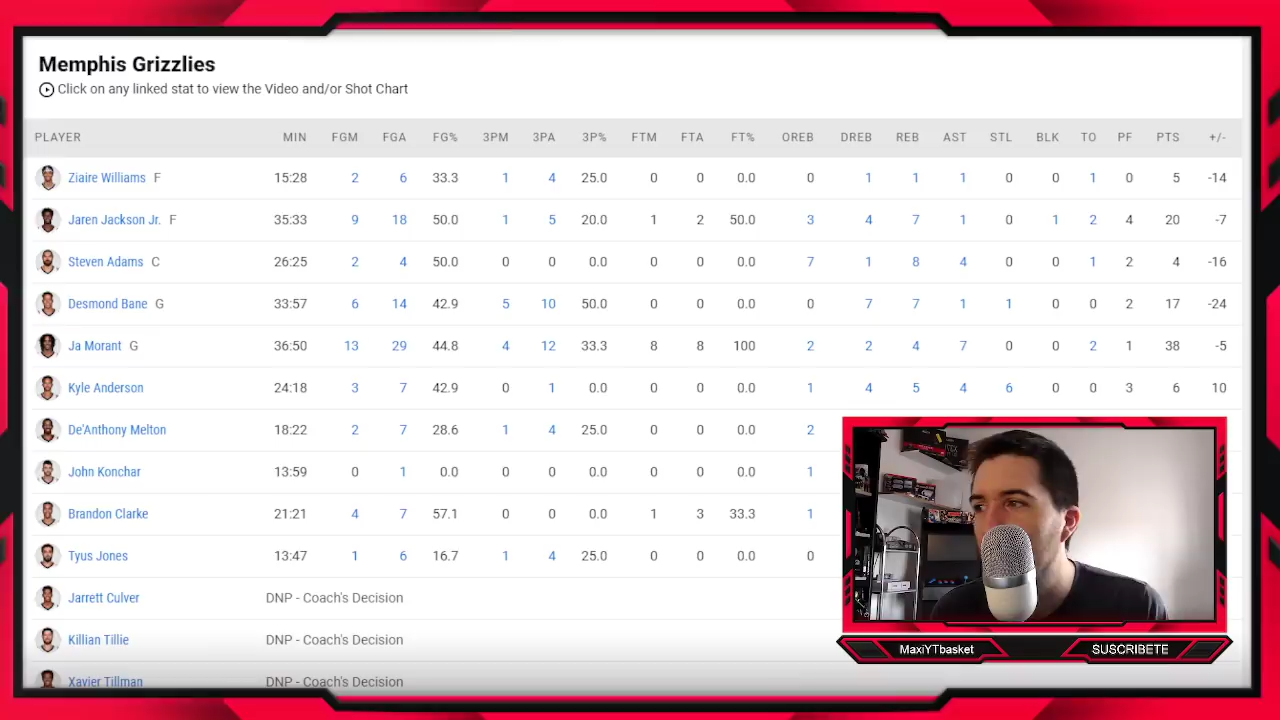 Memphis Grizzlies
Click on any linked stat to view the Video and/or Shot Chart
PLAYER MIN FGM FGA FG% 3PM 3PA 3P% FTM FTA FT% OREB DREB REB AST STL BLK TO PF PTS +/-
Ziaire Williams F 15:28 2 6 33.3 1 4 25.0 0 0 0.0 0 1 1 1 0 0 1 0 5 -14
Jaren Jackson Jr. F 35:33 9 18 50.0 1 5 20.0 1 2 50.0 3 4 7 1 0 1 2 4 20 -7
Steven Adams C 26:25 2 4 50.0 0 0 0.0 0 0 0.0 7 1 8 4 0 0 1 2 4 -16
Desmond Bane G 33:57 6 14 42.9 5 10 50.0 0 0 0.0 0 7 7 1 1 0 0 2 17 -24
Ja Morant G 36:50 13 29 44.8 4 12 33.3 8 8 100 2 2 4 7 0 0 2 1 38 -5
Kyle Anderson 24:18 3 7 42.9 0 1 0.0 0 0 0.0 1 4 5 4 6 0 0 3 6 10
De'Anthony Melton 18:22 2 7 28.6 1 4 25.0 0 0 0.0 2
John Konchar 13:59 0 1 0.0 0 0 0.0 0 0 0.0 1
Brandon Clarke 21:21 4 7 57.1 0 0 0.0 1 3 33.3 1
Tyus Jones 13:47 1 6 16.7 1 4 25.0 0 0 0.0 0
Jarrett Culver DNP - Coach's Decision
Killian Tillie DNP - Coach's Decision
Xavier Tillman DNP - Coach's Decision
MaxiYTbasket SUSCRIBETE